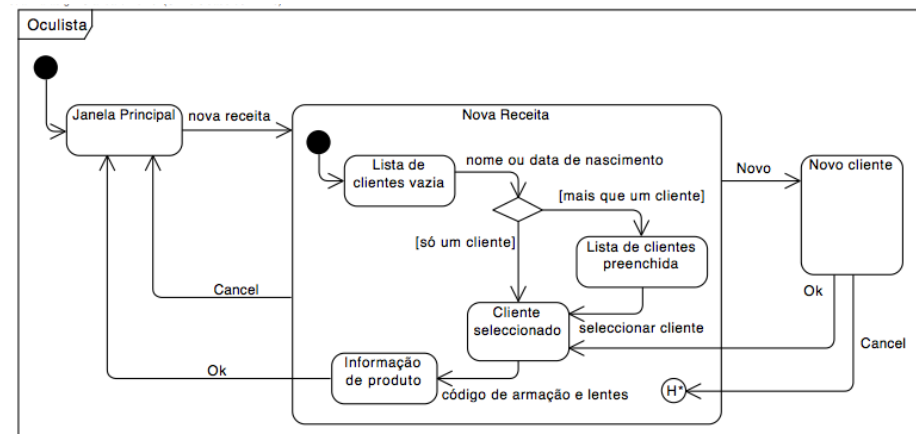 Oculista
Janela Principal
nova receita
Nova Receita
Lista de
clientes vazia
nome ou data de nascimento
[mais que um cliente]
[só um cliente]
Lista de clientes
preenchida
Novo
Novo cliente
Cancel
Cliente
seleccionado
seleccionar cliente
Ok
Cancel
Ok
Informação
de produto
código de armação e lentes
H*